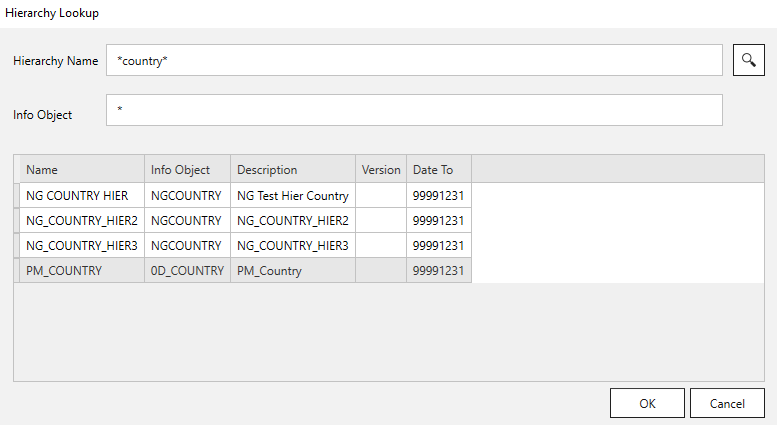 Hierarchy Lookup
Hierarchy Name *country*
Info Object *
Name Info Object Description Version Date To
NG COUNTRY HIER NGCOUNTRY NG Test Hier Country 99991231
NG_COUNTRY_HIER2 NGCOUNTRY NG_COUNTRY_HIER2 99991231
NG_COUNTRY_HIER3 NGCOUNTRY NG_COUNTRY_HIER3 99991231
PM_COUNTRY 0D_COUNTRY PM_Country 99991231
OK Cancel